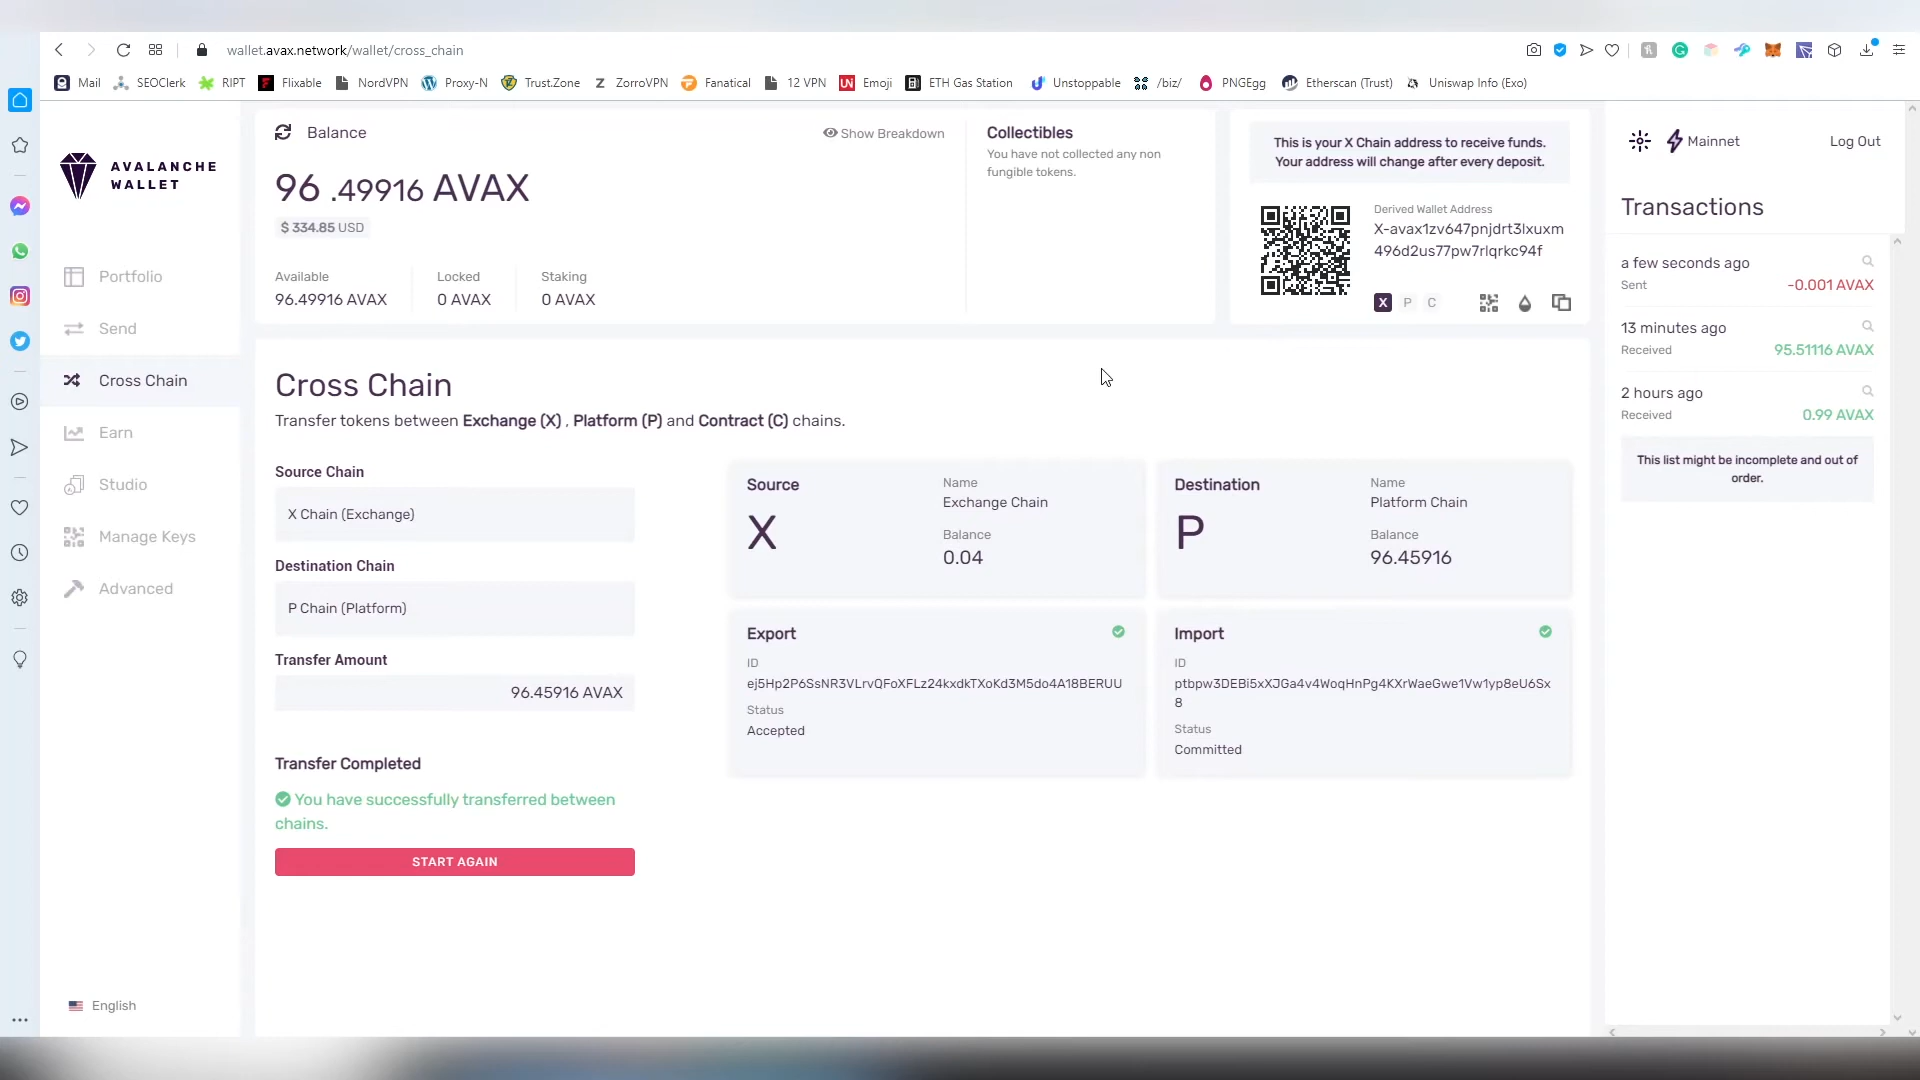 wallet.avax.network/wallet/cross_chain
Mail SEOClerk RIPT Flixable NordVPN Proxy-N Trust.Zone ZorroVPN Fanatical 12 VPN Emoji ETH Gas Station Unstoppable /biz/ PNGEgg Etherscan (Trust) Uniswap Info (Exo)
AVALANCHE
WALLET
Portfolio
Send
Cross Chain
Earn
Studio
Manage Keys
Advanced
English
Balance
Show Breakdown
96 .49916 AVAX
$ 334.85 USD
Available Locked Staking
96.49916 AVAX 0 AVAX 0 AVAX
Collectibles
You have not collected any non
fungible tokens.
This is your X Chain address to receive funds.
Your address will change after every deposit.
Derived Wallet Address
X-avax1zv647pnjdrt3lxuxm
496d2us77pw7rlqrkc94f
X P C
Cross Chain
Transfer tokens between Exchange (X) , Platform (P) and Contract (C) chains.
Source Chain
X Chain (Exchange)
Destination Chain
P Chain (Platform)
Transfer Amount
96.45916 AVAX
Transfer Completed
You have successfully transferred between
chains.
START AGAIN
Source
X
Name
Exchange Chain
Balance
0.04
Destination
P
Name
Platform Chain
Balance
96.45916
Export
ID
ej5Hp2P6SsNR3VLrvQFoXFLz24kxdkTXoKd3M5do4A18BERUU
Status
Accepted
Import
ID
ptbpw3DEBi5xXJGa4v4WoqHnPg4KXrWaeGwe1Vw1yp8eU6Sx
8
Status
Committed
Mainnet
Log Out
Transactions
a few seconds ago
Sent -0.001 AVAX
13 minutes ago
Received 95.51116 AVAX
2 hours ago
Received 0.99 AVAX
This list might be incomplete and out of
order.